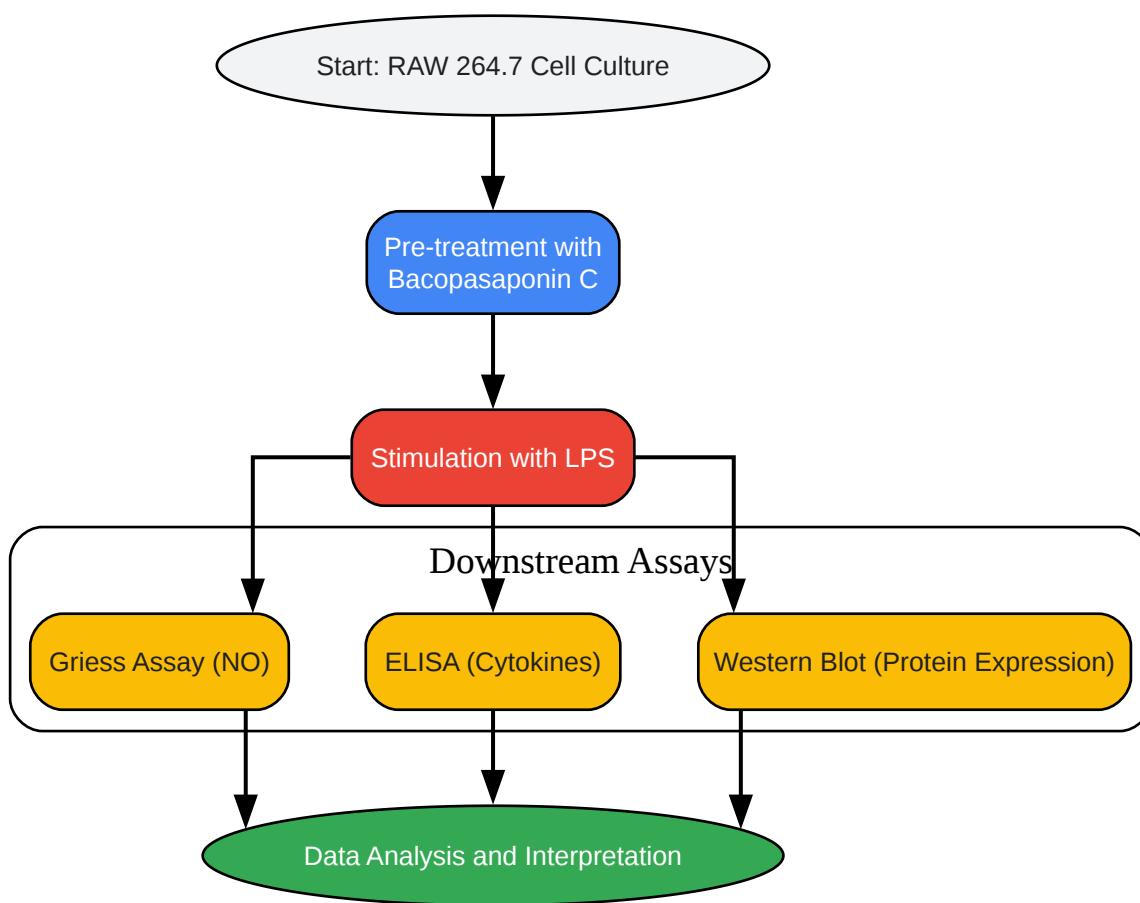 Start: RAW 264.7 Cell Culture
Pre-treatment with
Bacopasaponin C
Stimulation with LPS
Downstream Assays
Griess Assay (NO)
ELISA (Cytokines)
Western Blot (Protein Expression)
Data Analysis and Interpretation